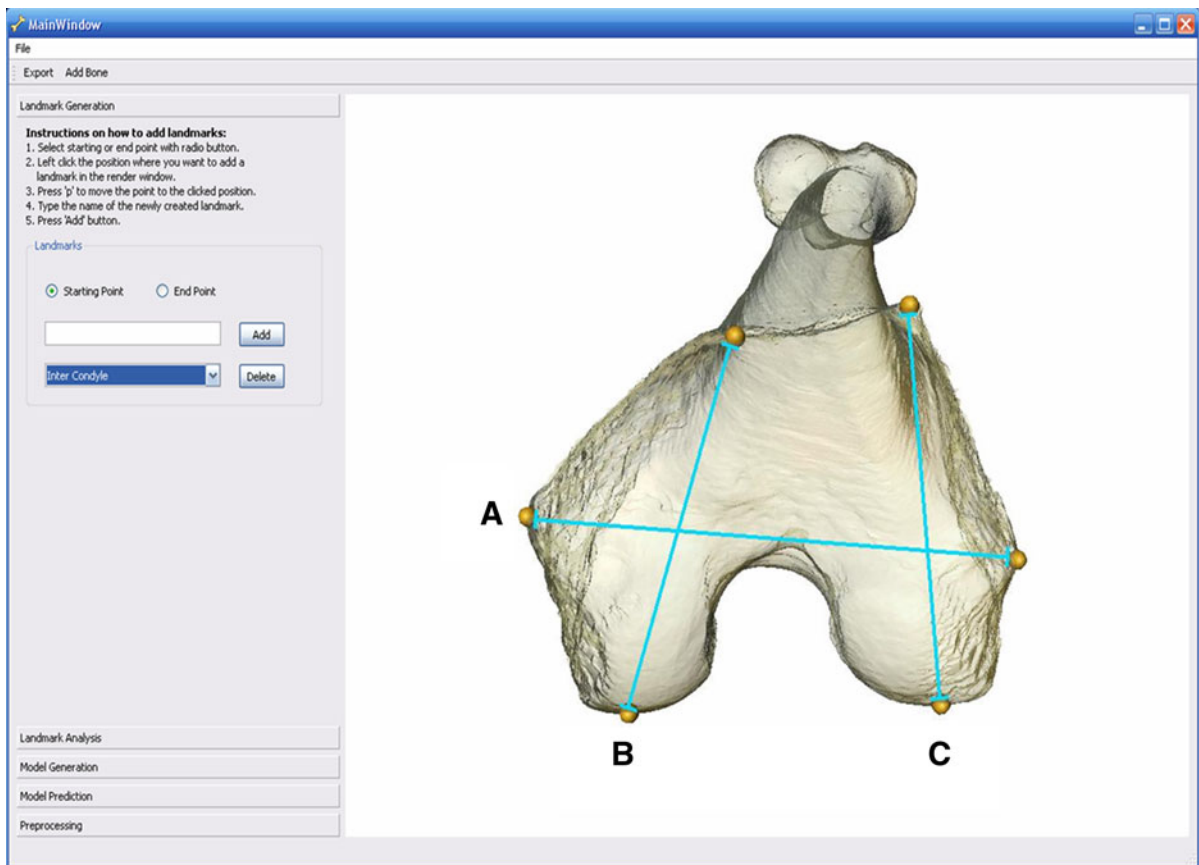 MainWindow
File
Export Add Bone
Landmark Generation
Instructions on how to add landmarks:
1. Select starting or end point with radio button.
2. Left click the position where you want to add a
landmark in the render window.
3. Press 'p' to move the point to the clicked position.
4. Type the name of the newly created landmark.
5. Press 'Add' button.
Landmarks
Starting Point End Point
Add
Inter Condyle Delete
A
B C
Landmark Analysis
Model Generation
Model Prediction
Preprocessing